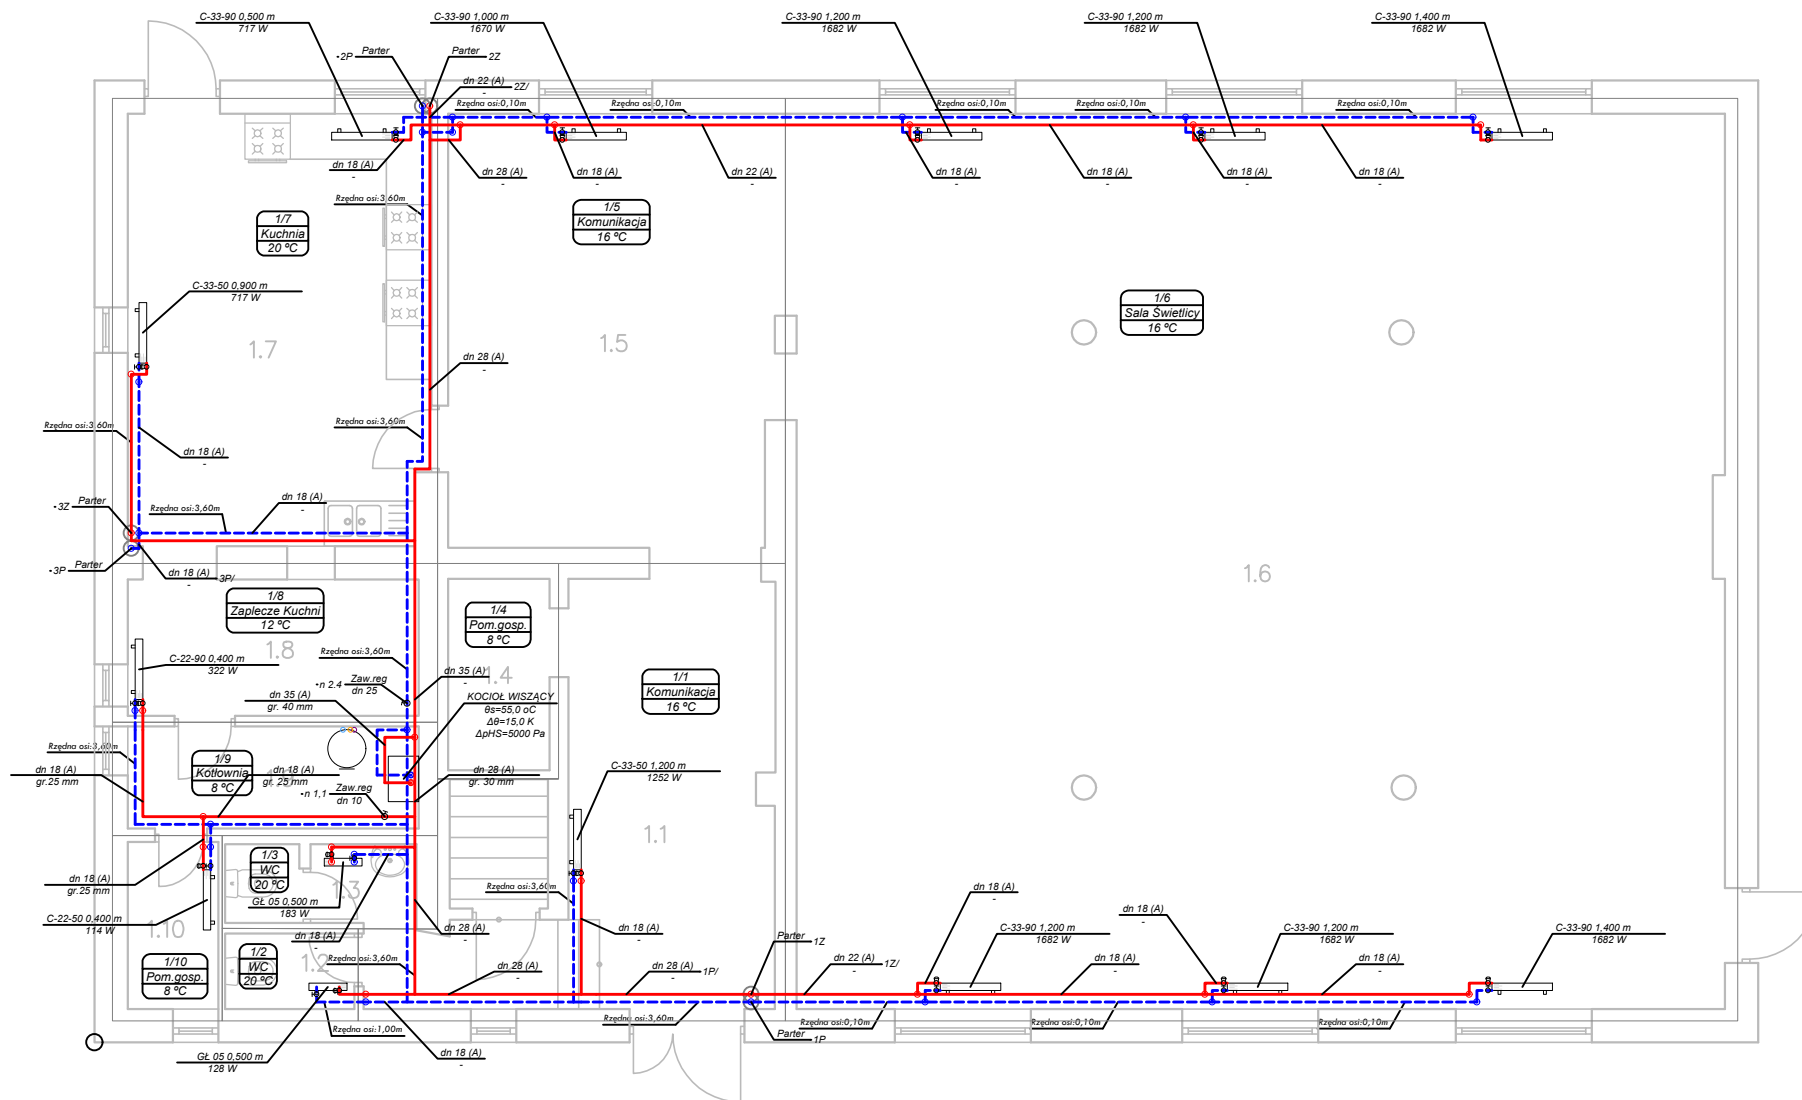 C-33-90 0,500 m
717 W
C-33-90 1,000 m
1670 W
C-33-90 1,200 m
1682 W
C-33-90 1,200 m
1682 W
C-33-90 1,400 m
1682 W
2P Parter
Parter 2Z
dn 22 (A) 2Z/
-
Rzędna osi:0,10m
Rzędna osi:0,10m
Rzędna osi:0,10m
Rzędna osi:0,10m
Rzędna osi:0,10m
dn 18 (A)
-
dn 28 (A)
-
dn 18 (A)
-
dn 22 (A)
-
dn 18 (A)
-
dn 18 (A)
-
dn 18 (A)
-
dn 18 (A)
-
Rzędna osi:3,60m
1/7
Kuchnia
20 ºC
1/5
Komunikacja
16 ºC
1/6
Sala Świetlicy
16 ºC
C-33-50 0,900 m
717 W
1.7
1.5
dn 28 (A)
-
Rzędna osi:3,60m
Rzędna osi:3,60m
dn 18 (A)
-
3Z Parter
Rzędna osi:3,60m
dn 18 (A)
-
3P Parter
dn 18 (A) 3P/
-
1.6
1/8
Zaplecze Kuchni
12 ºC
1/4
Pom.gosp.
8 ºC
1.8
1.4
C-22-90 0,400 m
322 W
Rzędna osi:3,60m
dn 35 (A)
-
n 2.4 Zaw.reg
dn 25
dn 35 (A)
gr. 40 mm
KOCIOŁ WISZĄCY
θs=55,0 oC
Δθ=15,0 K
ΔpHS=5000 Pa
1/1
Komunikacja
16 ºC
Rzędna osi:3,60m
1/9
Kotłownia
8 ºC
dn 18 (A)
gr.25 mm
dn 18 (A)
gr. 25 mm
n 1,1 Zaw.reg
dn 10
dn 28 (A)
gr. 30 mm
C-33-50 1,200 m
1252 W
1.1
1/3
WC
20 ºC
1.3
dn 18 (A)
gr.25 mm
C-22-50 0,400 m
114 W
1.10
GŁ 05 0,500 m
183 W
Rzędna osi:3,60m
dn 18 (A)
-
dn 28 (A)
-
dn 18 (A)
-
dn 18 (A)
-
dn 18 (A)
-
C-33-90 1,200 m
1682 W
C-33-90 1,200 m
1682 W
C-33-90 1,400 m
1682 W
Parter 1Z
1/2
WC
20 ºC
1.2
1/10
Pom.gosp.
8 ºC
Rzędna osi:3,60m
dn 28 (A)
-
dn 28 (A) 1P/
-
dn 22 (A) 1Z/
-
dn 18 (A)
-
dn 18 (A)
-
Rzędna osi:1,00m
Rzędna osi:3,60m
Rzędna osi:0,10m
Rzędna osi:0,10m
Rzędna osi:0,10m
Parter 1P
GŁ 05 0,500 m
128 W
dn 18 (A)
-